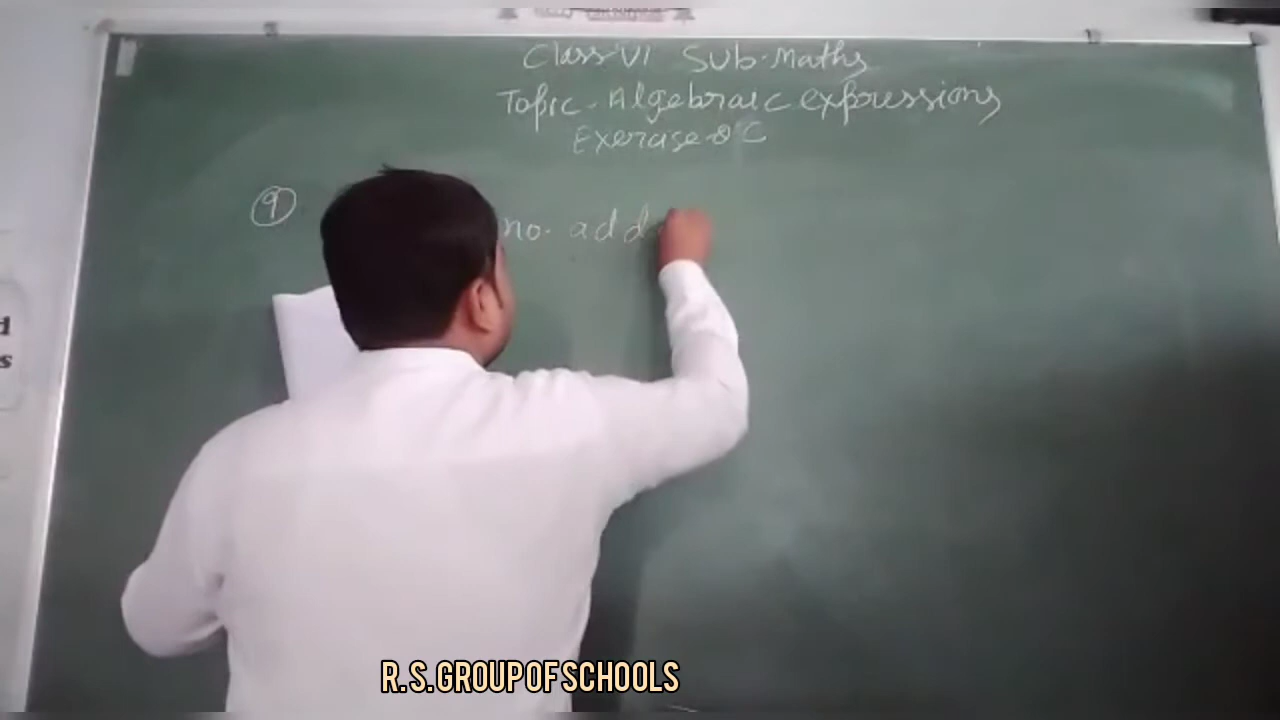 Class-VI Sub-Maths
Topic-Algebraic expressions
Exercise-8C
9
no. add
d
s
R.S.GROUP OF SCHOOLS